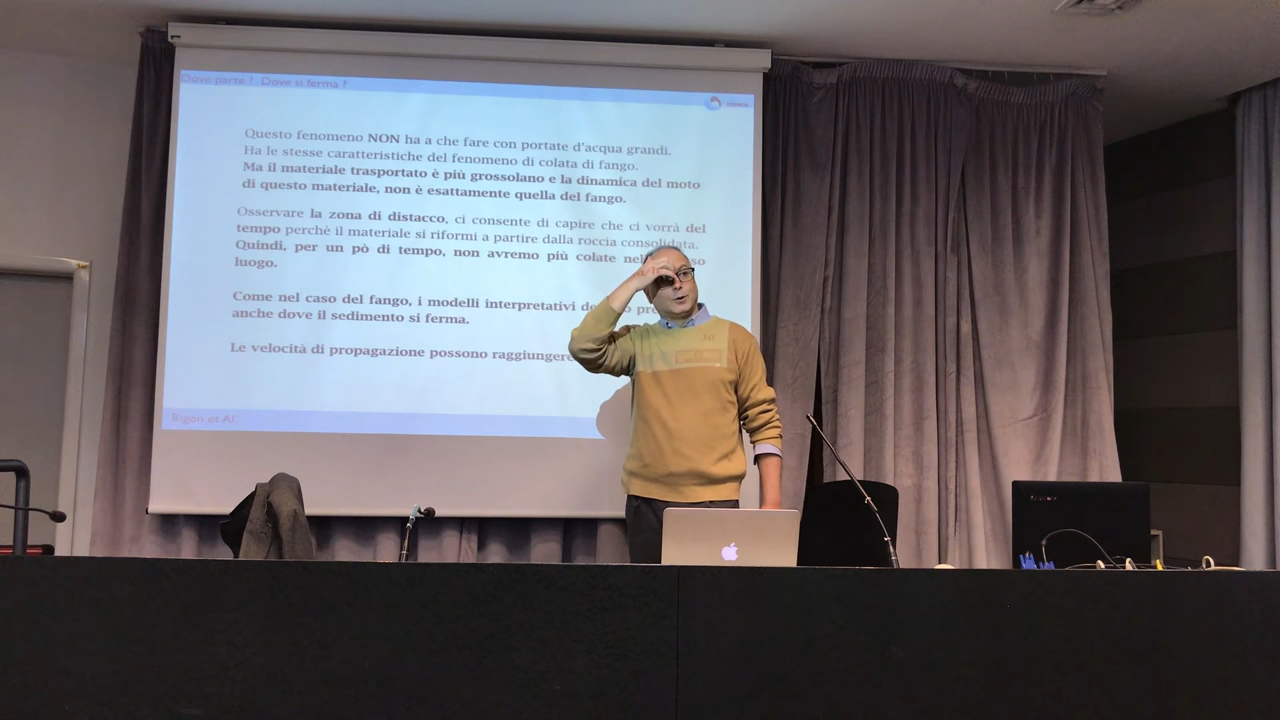 Dove parte ? Dove si ferma ?
Questo fenomeno NON ha a che fare con portate d'acqua grandi.
Ha le stesse caratteristiche del fenomeno di colata di fango.
Ma il materiale trasportato è più grossolano e la dinamica del moto
di questo materiale, non è esattamente quella del fango.
Osservare la zona di distacco, ci consente di capire che ci vorrà del
tempo perchè il materiale si riformi a partire dalla roccia consolidata.
Quindi, per un pò di tempo, non avremo più colate
luogo.
Come nel caso del fango, i modelli interpretativi
anche dove il sedimento si ferma.
Le velocità di propagazione possono raggiungere
Rigon et Al.